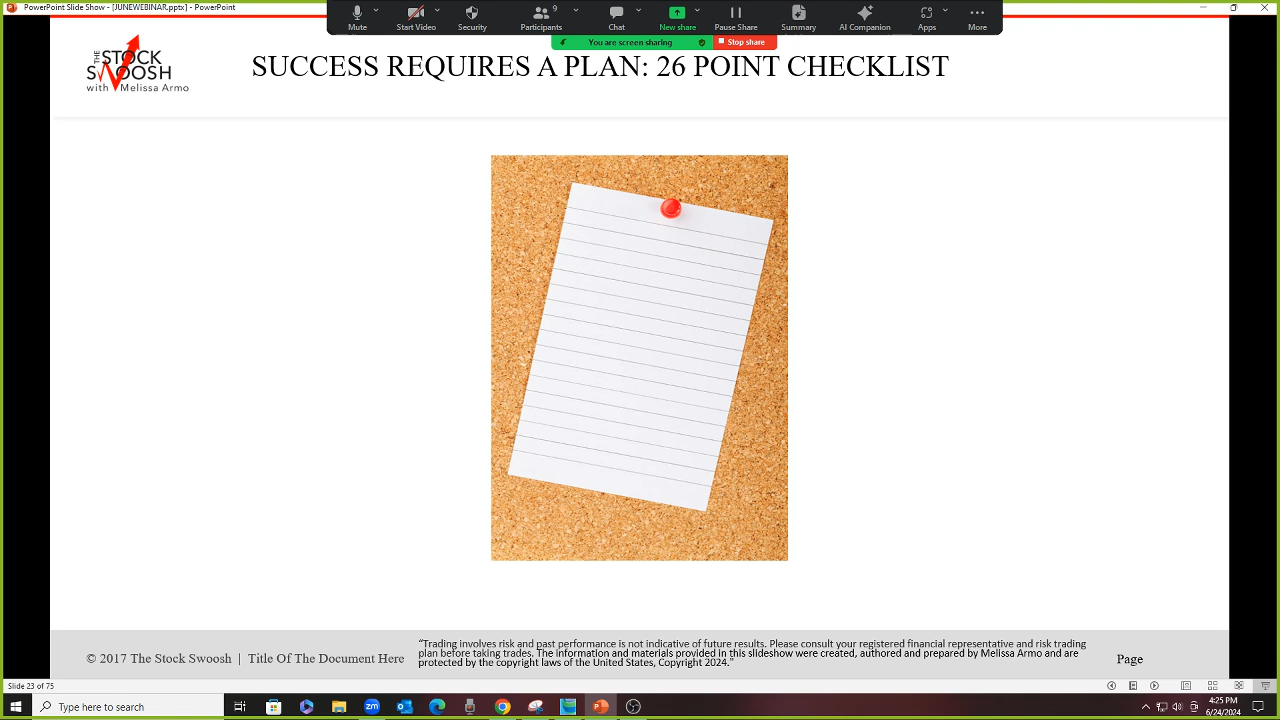 PowerPoint Slide Show - [JUNEWEBINAR.pptx] - PowerPoint
Mute
Start Video
Security
9
Participants
Chat
New share
Pause Share
Summary
AI Companion
Apps
More
You are screen sharing
Stop share
THE STOCK
SWOOSH
with Melissa Armo
SUCCESS REQUIRES A PLAN: 26 POINT CHECKLIST
© 2017 The Stock Swoosh | Title Of The Document Here
“Trading involves risk and past performance is not indicative of future results. Please consult your registered financial representative and risk trading
plan before taking trades. The information and materials provided in this slideshow were created, authored and prepared by Melissa Armo and are
protected by the copyright laws of the United States, Copyright 2024."
Page
Slide 23 of 75
Type here to search
zm
4:25 PM
6/24/2024